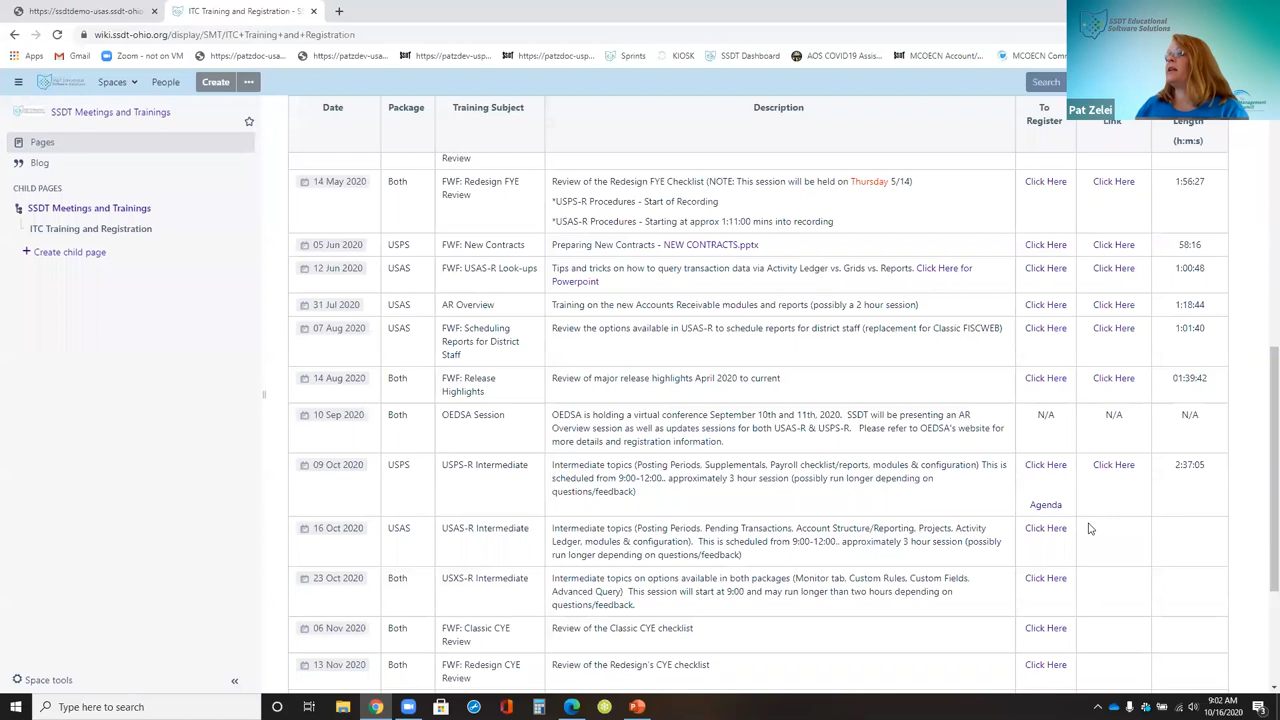 https://ssdtdemo-usas.ssdt-ohio
ITC Training and Registration - S
wiki.ssdt-ohio.org/display/SMT/ITC+Training+and+Registration
Apps
Gmail
Zoom - not on VM
https://patzdoc-usa...
https://patzdev-usa...
https://patzdev-usp...
https://patzdoc-usp...
Sprints
KIOSK
SSDT Dashboard
AOS COVID19 Assis...
MCOECN Account/...
MCOECN Com
SSDT Educational
Software Solutions
Pat Zelei
Spaces
People
Create
Search
SSDT Meetings and Trainings
Pages
Blog
CHILD PAGES
SSDT Meetings and Trainings
ITC Training and Registration
Create child page
Space tools
Date Package Training Subject Description To Register Link Length (h:m:s)
Review
14 May 2020 Both FWF: Redesign FYE Review Review of the Redesign FYE Checklist (NOTE: This session will be held on Thursday 5/14) Click Here Click Here 1:56:27
*USPS-R Procedures - Start of Recording
*USAS-R Procedures - Starting at approx 1:11:00 mins into recording
05 Jun 2020 USPS FWF: New Contracts Preparing New Contracts - NEW CONTRACTS.pptx Click Here Click Here 58:16
12 Jun 2020 USAS FWF: USAS-R Look-ups Tips and tricks on how to query transaction data via Activity Ledger vs. Grids vs. Reports. Click Here for Click Here Click Here 1:00:48
Powerpoint
31 Jul 2020 USAS AR Overview Training on the new Accounts Receivable modules and reports (possibly a 2 hour session) Click Here Click Here 1:18:44
07 Aug 2020 USAS FWF: Scheduling Reports for District Staff Review the options available in USAS-R to schedule reports for district staff (replacement for Classic FISCWEB) Click Here Click Here 1:01:40
14 Aug 2020 Both FWF: Release Highlights Review of major release highlights April 2020 to current Click Here Click Here 01:39:42
10 Sep 2020 Both OEDSA Session OEDSA is holding a virtual conference September 10th and 11th, 2020. SSDT will be presenting an AR N/A N/A N/A
Overview session as well as updates sessions for both USAS-R & USPS-R. Please refer to OEDSA's website for
more details and registration information.
09 Oct 2020 USPS USPS-R Intermediate Intermediate topics (Posting Periods, Supplementals, Payroll checklist/reports, modules & configuration) This is Click Here Click Here 2:37:05
scheduled from 9:00-12:00.. approximately 3 hour session (possibly run longer depending on
questions/feedback)
Agenda
16 Oct 2020 USAS USAS-R Intermediate Intermediate topics (Posting Periods, Pending Transactions, Account Structure/Reporting, Projects, Activity Click Here
Ledger, modules & configuration). This is scheduled from 9:00-12:00.. approximately 3 hour session (possibly
run longer depending on questions/feedback)
23 Oct 2020 Both USXS-R Intermediate Intermediate topics on options available in both packages (Monitor tab, Custom Rules, Custom Fields, Click Here
Advanced Query) This session will start at 9:00 and may run longer than two hours depending on
questions/feedback.
06 Nov 2020 Both FWF: Classic CYE Review Review of the Classic CYE checklist Click Here
13 Nov 2020 Both FWF: Redesign CYE Review Review of the Redesign's CYE checklist Click Here
Type here to search
9:02 AM
10/16/2020